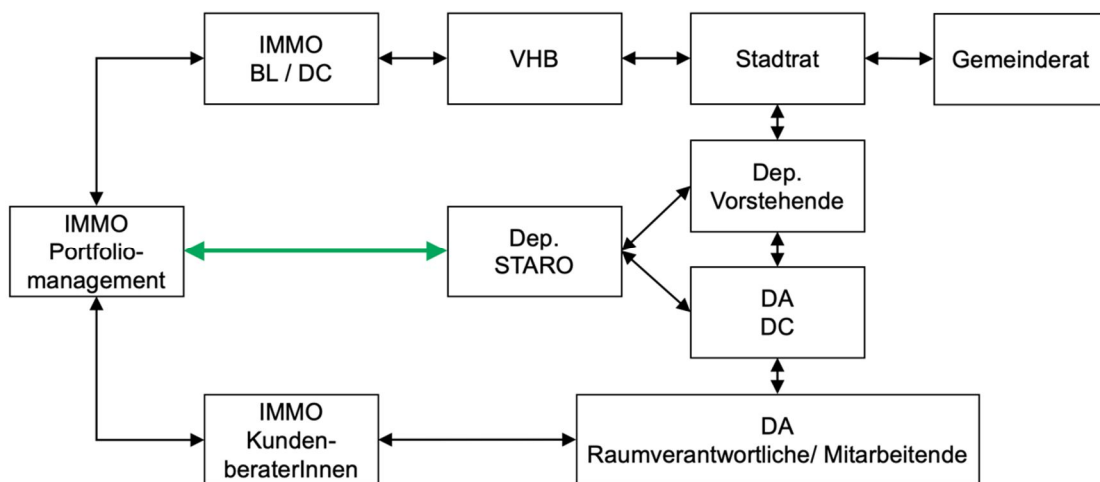 IMMO
BL / DC
VHB
Stadtrat
Gemeinderat
Dep.
Vorstehende
IMMO
Portfolio-
management
Dep.
STARO
DA
DC
IMMO
Kunden-
beraterInnen
DA
Raumverantwortliche/ Mitarbeitende